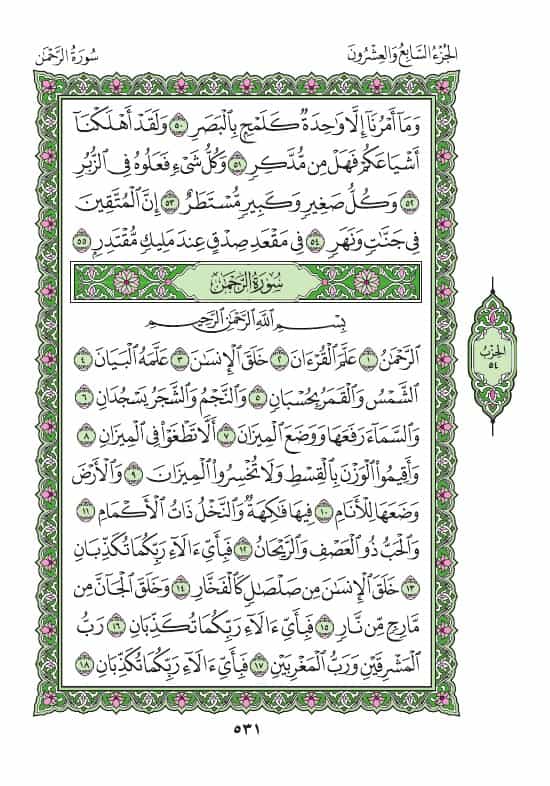 الجُزْءُ السَّابِعُ وَالعِشْرُونَ
سُورَةُ الرَّحْمَٰن
وَمَآ أَمْرُنَآ إِلَّا وَٰحِدَةٌ كَلَمْحٍۭ بِٱلْبَصَرِ ٥٠ وَلَقَدْ أَهْلَكْنَآ
أَشْيَاعَكُمْ فَهَلْ مِن مُّدَّكِرٍ ٥١ وَكُلُّ شَىْءٍ فَعَلُوهُ فِى ٱلزُّبُرِ
٥٢ وَكُلُّ صَغِيرٍ وَكَبِيرٍ مُّسْتَطَرٌ ٥٣ إِنَّ ٱلْمُتَّقِينَ
فِى جَنَّٰتٍ وَنَهَرٍ ٥٤ فِى مَقْعَدِ صِدْقٍ عِندَ مَلِيكٍ مُّقْتَدِرٍۭ ٥٥
سُورَةُ الرَّحْمَٰن
بِسْمِ ٱللَّهِ ٱلرَّحْمَٰنِ ٱلرَّحِيمِ
ٱلرَّحْمَٰنُ ١ عَلَّمَ ٱلْقُرْءَانَ ٢ خَلَقَ ٱلْإِنسَٰنَ ٣ عَلَّمَهُ ٱلْبَيَانَ ٤
ٱلشَّمْسُ وَٱلْقَمَرُ بِحُسْبَانٍ ٥ وَٱلنَّجْمُ وَٱلشَّجَرُ يَسْجُدَانِ ٦
وَٱلسَّمَآءَ رَفَعَهَا وَوَضَعَ ٱلْمِيزَانَ ٧ أَلَّا تَطْغَوْا۟ فِى ٱلْمِيزَانِ ٨
وَأَقِيمُوا۟ ٱلْوَزْنَ بِٱلْقِسْطِ وَلَا تُخْسِرُوا۟ ٱلْمِيزَانَ ٩ وَٱلْأَرْضَ
وَضَعَهَا لِلْأَنَامِ ١٠ فِيهَا فَٰكِهَةٌ وَٱلنَّخْلُ ذَاتُ ٱلْأَكْمَامِ ١١
وَٱلْحَبُّ ذُو ٱلْعَصْفِ وَٱلرَّيْحَانُ ١٢ فَبِأَىِّ ءَالَآءِ رَبِّكُمَا تُكَذِّبَانِ
١٣ خَلَقَ ٱلْإِنسَٰنَ مِن صَلْصَٰلٍ كَٱلْفَخَّارِ ١٤ وَخَلَقَ ٱلْجَآنَّ مِن
مَّارِجٍ مِّن نَّارٍ ١٥ فَبِأَىِّ ءَالَآءِ رَبِّكُمَا تُكَذِّبَانِ ١٦ رَبُّ
ٱلْمَشْرِقَيْنِ وَرَبُّ ٱلْمَغْرِبَيْنِ ١٧ فَبِأَىِّ ءَالَآءِ رَبِّكُمَا تُكَذِّبَانِ ١٨
الحِزْبُ
٥٤
٥٣١